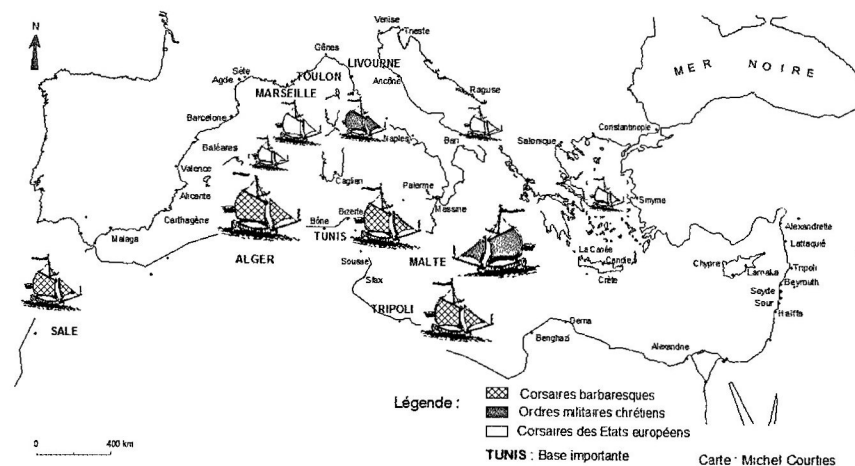 N
Venise
Trieste
Gênes
LIVOURNE
TOULON
Sète
Agde
MARSEILLE
Ancône
Raguse
MER NOIRE
Barcelone
Naples
Bari
Salonique
Constantinople
Baléares
Valence
Alicante
Cagliari
Palerme
Messine
Smyrne
Carthagène
Malaga
Bône
Bizerte
TUNIS
ALGER
MALTE
Sousse
Sfax
TRIPOLI
SALE
La Canée
Candie
Crète
Chypre
Larnaka
Alexandrette
Lattaqué
Tripoli
Beyrouth
Seyde
Sour
Haiffa
Derna
Benghazi
Alexandrie
0 400 km
Légende :
Corsaires barbaresques
Ordres militaires chrétiens
Corsaires des Etats européens
TUNIS : Base importante
Carte : Michel Courties